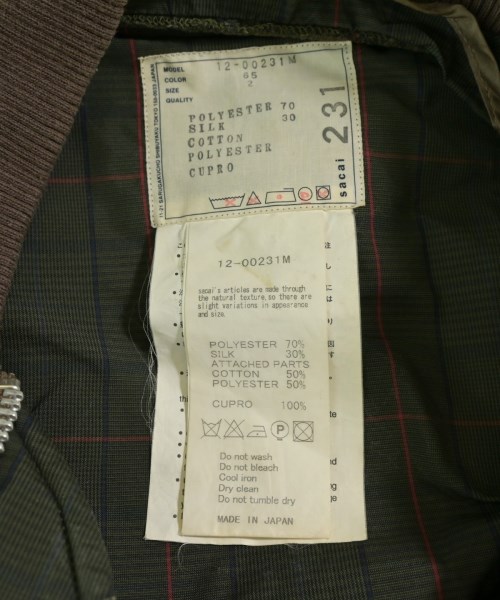 MODEL 12-00231M
COLOR 65
SIZE 2
QUALITY
POLYESTER 70
SILK 30
COTTON
POLYESTER
CUPRO
sacai 231
12-00231M
sacai's articles are made through
the natural texture, so there are
slight variations in appearance
and size.
POLYESTER 70%
SILK 30%
ATTACHED PARTS
COTTON 50%
POLYESTER 50%
CUPRO 100%
Do not wash
Do not bleach
Cool iron
Dry clean
Do not tumble dry
MADE IN JAPAN